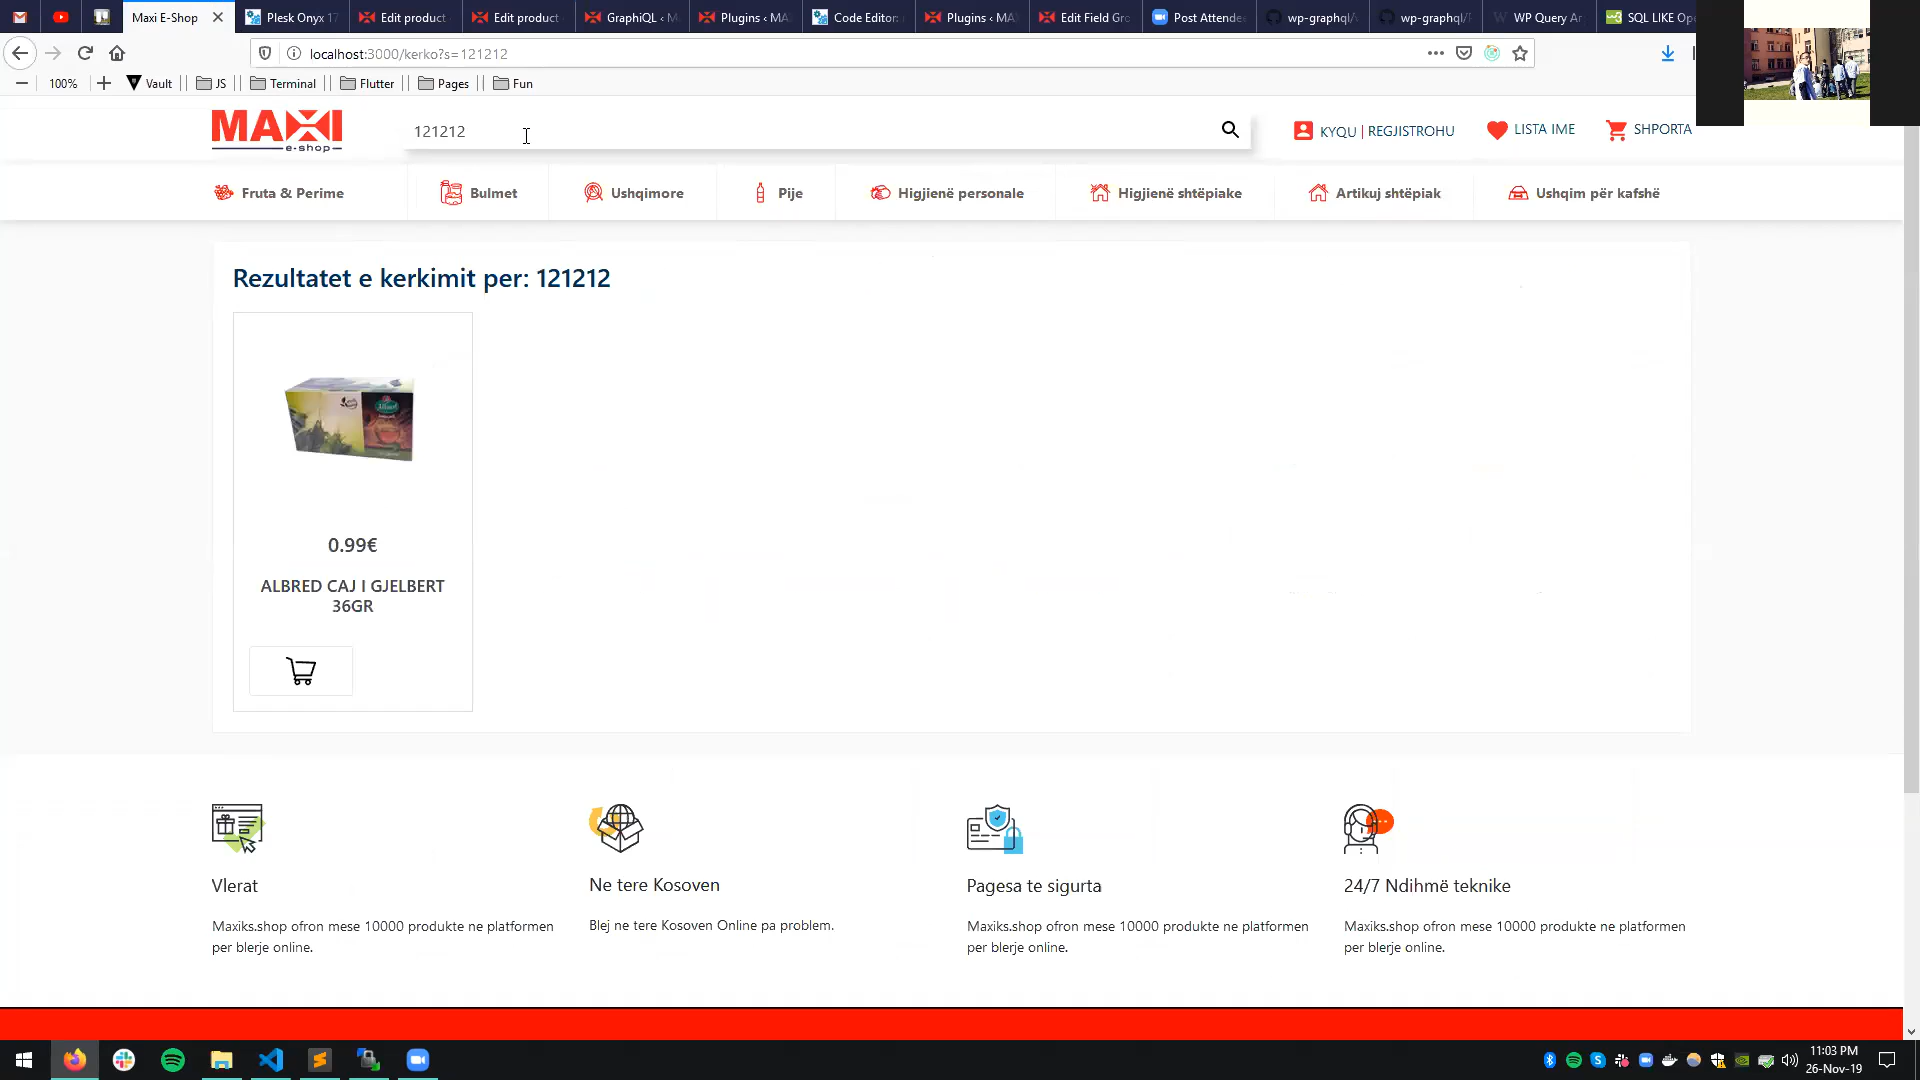 Maxi E-Shop
Plesk Onyx 17
Edit product
Edit product
GraphiQL ‹ M
Plugins ‹ MA
Code Editor:
Plugins ‹ MA
Edit Field Gro
Post Attende
wp-graphql/
wp-graphql/
WP Query Ar
SQL LIKE Ope
localhost:3000/kerko?s=121212
100%
Vault
JS
Terminal
Flutter
Pages
Fun
MAXI
e-shop
121212
KYQU | REGJISTROHU
LISTA IME
SHPORTA
Fruta & Perime
Bulmet
Ushqimore
Pije
Higjienë personale
Higjienë shtëpiake
Artikuj shtëpiak
Ushqim për kafshë
Rezultatet e kerkimit per: 121212
0.99€
ALBRED CAJ I GJELBERT
36GR
Vlerat
Maxiks.shop ofron mese 10000 produkte ne platformen
per blerje online.
Ne tere Kosoven
Blej ne tere Kosoven Online pa problem.
Pagesa te sigurta
Maxiks.shop ofron mese 10000 produkte ne platformen
per blerje online.
24/7 Ndihmë teknike
Maxiks.shop ofron mese 10000 produkte ne platformen
per blerje online.
11:03 PM
26-Nov-19